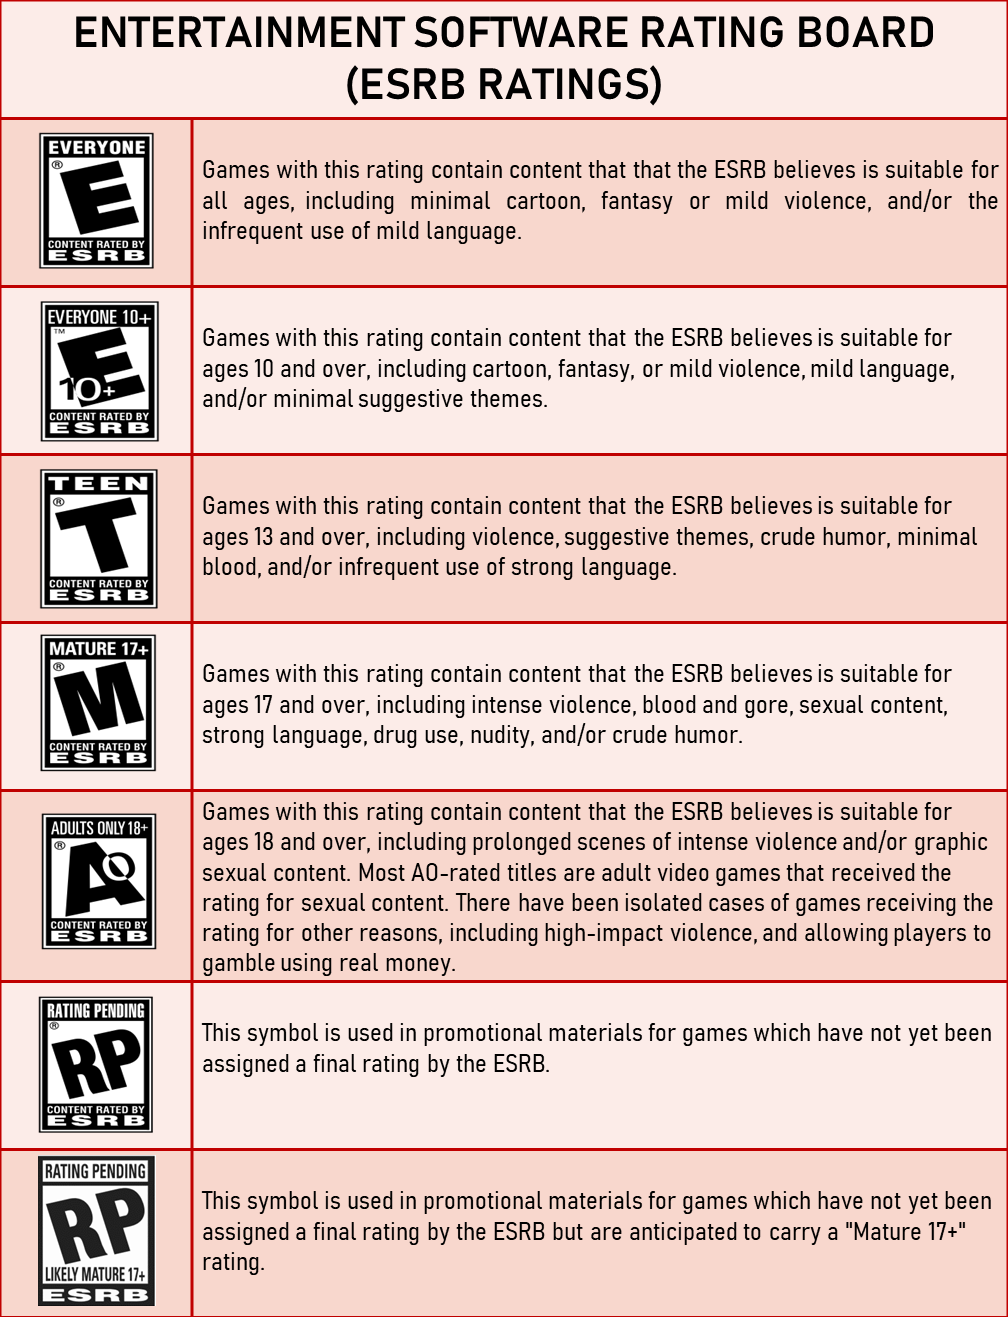 ENTERTAINMENT SOFTWARE RATING BOARD
(ESRB RATINGS)
EVERYONE
®
E
CONTENT RATED BY
ESRB
Games with this rating contain content that that the ESRB believes is suitable for
all ages, including minimal cartoon, fantasy or mild violence, and/or the
infrequent use of mild language.
EVERYONE 10+
™
E
10+
CONTENT RATED BY
ESRB
Games with this rating contain content that the ESRB believes is suitable for
ages 10 and over, including cartoon, fantasy, or mild violence, mild language,
and/or minimal suggestive themes.
TEEN
®
T
CONTENT RATED BY
ESRB
Games with this rating contain content that the ESRB believes is suitable for
ages 13 and over, including violence, suggestive themes, crude humor, minimal
blood, and/or infrequent use of strong language.
MATURE 17+
®
M
CONTENT RATED BY
ESRB
Games with this rating contain content that the ESRB believes is suitable for
ages 17 and over, including intense violence, blood and gore, sexual content,
strong language, drug use, nudity, and/or crude humor.
ADULTS ONLY 18+
®
AO
CONTENT RATED BY
ESRB
Games with this rating contain content that the ESRB believes is suitable for
ages 18 and over, including prolonged scenes of intense violence and/or graphic
sexual content. Most AO-rated titles are adult video games that received the
rating for sexual content. There have been isolated cases of games receiving the
rating for other reasons, including high-impact violence, and allowing players to
gamble using real money.
RATING PENDING
®
RP
CONTENT RATED BY
ESRB
This symbol is used in promotional materials for games which have not yet been
assigned a final rating by the ESRB.
RATING PENDING
RP
LIKELY MATURE 17+
ESRB
This symbol is used in promotional materials for games which have not yet been
assigned a final rating by the ESRB but are anticipated to carry a "Mature 17+"
rating.